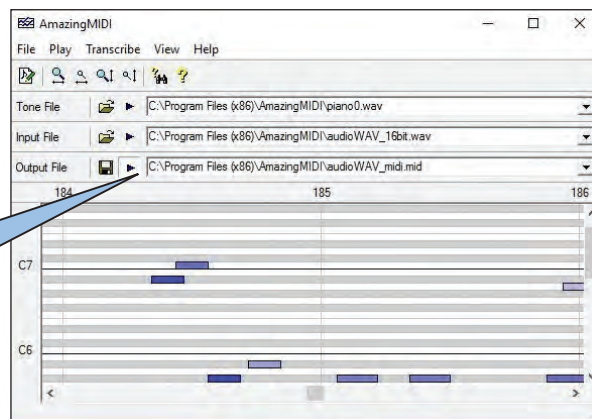 AmazingMIDI
File Play Transcribe View Help
Tone File C:\Program Files (x86)\AmazingMIDI\piano0.wav
Input File C:\Program Files (x86)\AmazingMIDI\audioWAV_16bit.wav
Output File C:\Program Files (x86)\AmazingMIDI\audioWAV_midi.mid
184 185 186
C7
C6